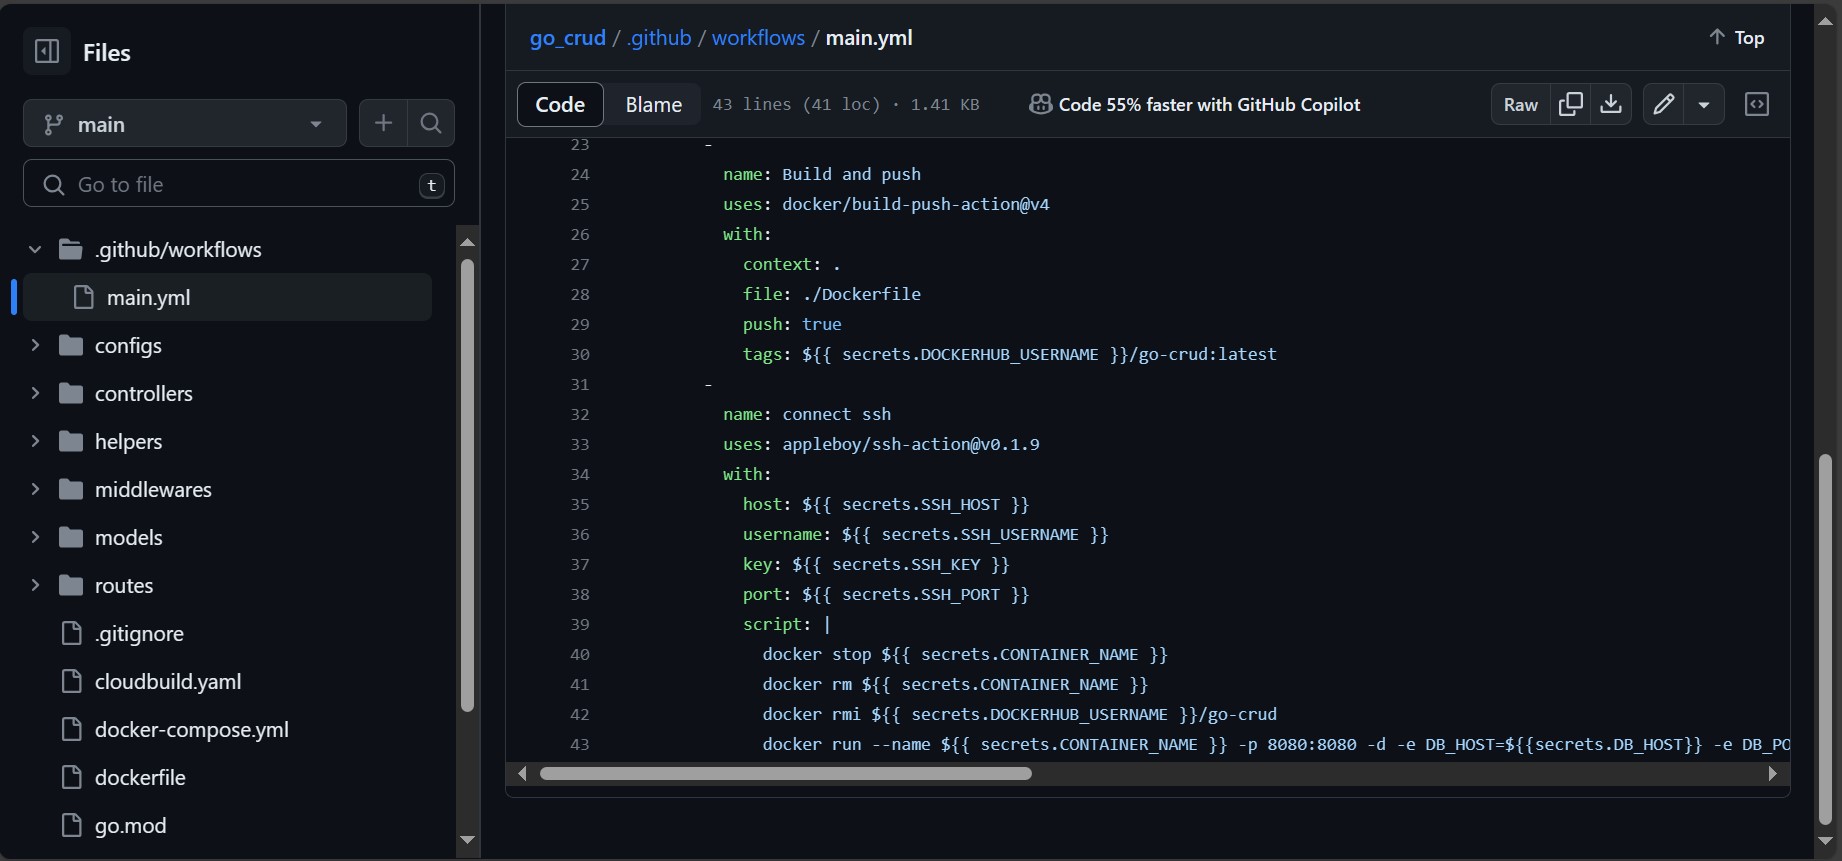 Files
main
Go to file
t
.github/workflows
main.yml
configs
controllers
helpers
middlewares
models
routes
.gitignore
cloudbuild.yaml
docker-compose.yml
dockerfile
go.mod
go_crud / .github / workflows / main.yml
Top
Code Blame 43 lines (41 loc) · 1.41 KB Code 55% faster with GitHub Copilot Raw
23 -
24 name: Build and push
25 uses: docker/build-push-action@v4
26 with:
27 context: .
28 file: ./Dockerfile
29 push: true
30 tags: ${{ secrets.DOCKERHUB_USERNAME }}/go-crud:latest
31 -
32 name: connect ssh
33 uses: appleboy/ssh-action@v0.1.9
34 with:
35 host: ${{ secrets.SSH_HOST }}
36 username: ${{ secrets.SSH_USERNAME }}
37 key: ${{ secrets.SSH_KEY }}
38 port: ${{ secrets.SSH_PORT }}
39 script: |
40 docker stop ${{ secrets.CONTAINER_NAME }}
41 docker rm ${{ secrets.CONTAINER_NAME }}
42 docker rmi ${{ secrets.DOCKERHUB_USERNAME }}/go-crud
43 docker run --name ${{ secrets.CONTAINER_NAME }} -p 8080:8080 -d -e DB_HOST=${{secrets.DB_HOST}} -e DB_PO